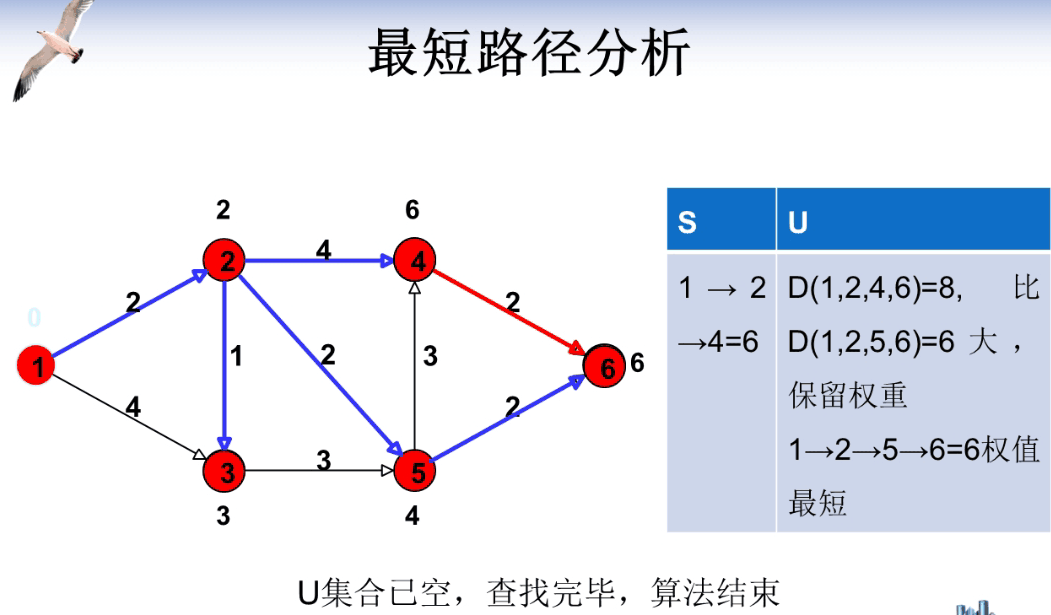 最短路径分析
2
6
2
4
4
2
2
0
1
1
2
3
6
6
4
2
3
3
5
3
4
S
U
1 → 2
→4=6
D(1,2,4,6)=8, 比
D(1,2,5,6)=6 大，
保留权重
1→2→5→6=6权值
最短
U集合已空，查找完毕，算法结束